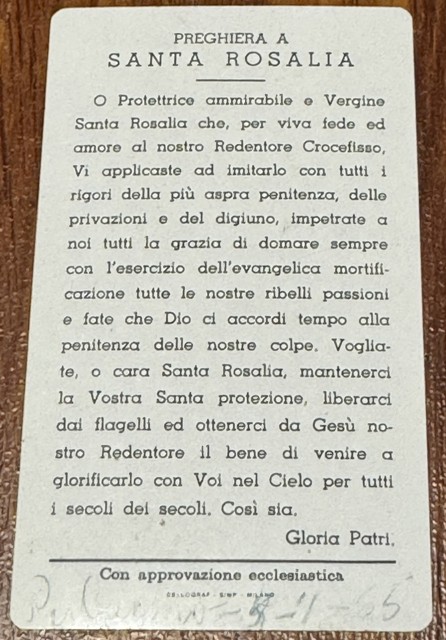 PREGHIERA A
SANTA ROSALIA
O Protettrice ammirabile e Vergine
Santa Rosalia che, per viva fede ed
amore al nostro Redentore Crocefisso,
Vi applicaste ad imitarlo con tutti i
rigori della più aspra penitenza, delle
privazioni e del digiuno, impetrate a
noi tutti la grazia di domare sempre
con l'esercizio dell'evangelica mortifi-
cazione tutte le nostre ribelli passioni
e fate che Dio ci accordi tempo alla
penitenza delle nostre colpe. Voglia-
te, o cara Santa Rosalia, mantenerci
la Vostra Santa protezione, liberarci
dai flagelli ed ottenerci da Gesù no-
stro Redentore il bene di venire a
glorificarlo con Voi nel Cielo per tutti
i secoli dei secoli. Così sia.
Gloria Patri.
Con approvazione ecclesiastica
MILANO